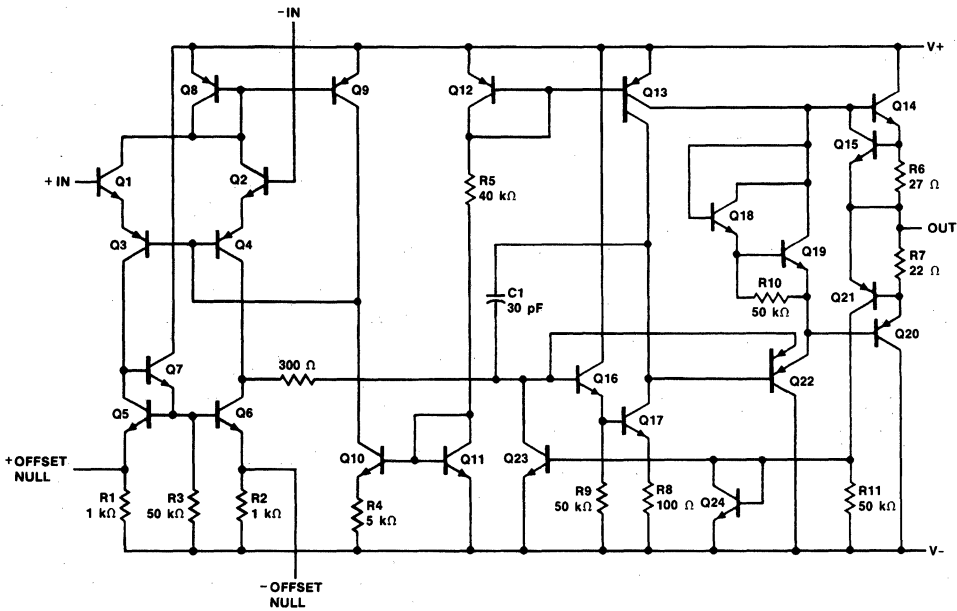 −IN
V+
Q8
Q9
Q12
Q13
Q14
Q15
+IN
Q1
Q2
R5
40 kΩ
R6
27 Ω
Q18
OUT
Q3
Q4
Q19
R7
22 Ω
C1
30 pF
R10
50 kΩ
Q21
Q20
300 Ω
Q7
Q16
Q22
Q5
Q6
Q17
+OFFSET
NULL
Q10
Q11
Q23
R1
1 kΩ
R3
50 kΩ
R2
1 kΩ
R4
5 kΩ
R9
50 kΩ
R8
100 Ω
Q24
R11
50 kΩ
V−
−OFFSET
NULL